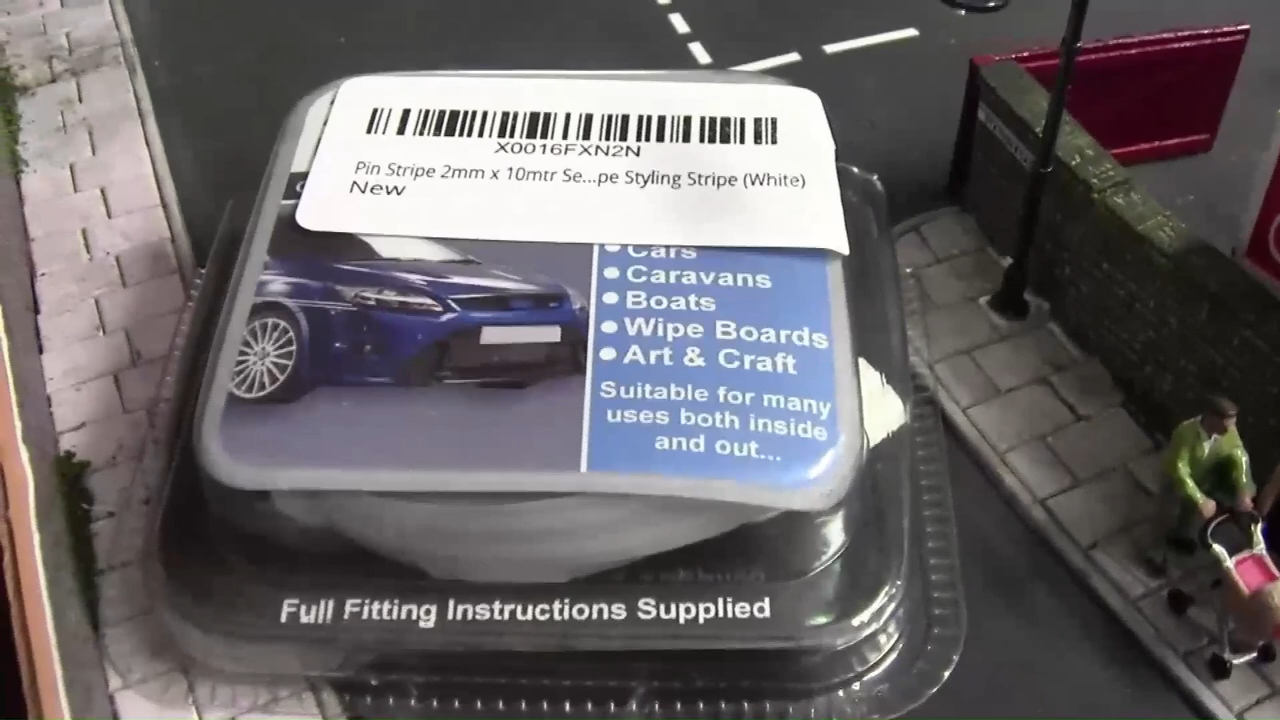 X0016FXN2N
Pin Stripe 2mm x 10mtr Se...pe Styling Stripe (White)
New
• Cars
• Caravans
• Boats
• Wipe Boards
• Art & Craft
Suitable for many
uses both inside
and out...
Full Fitting Instructions Supplied